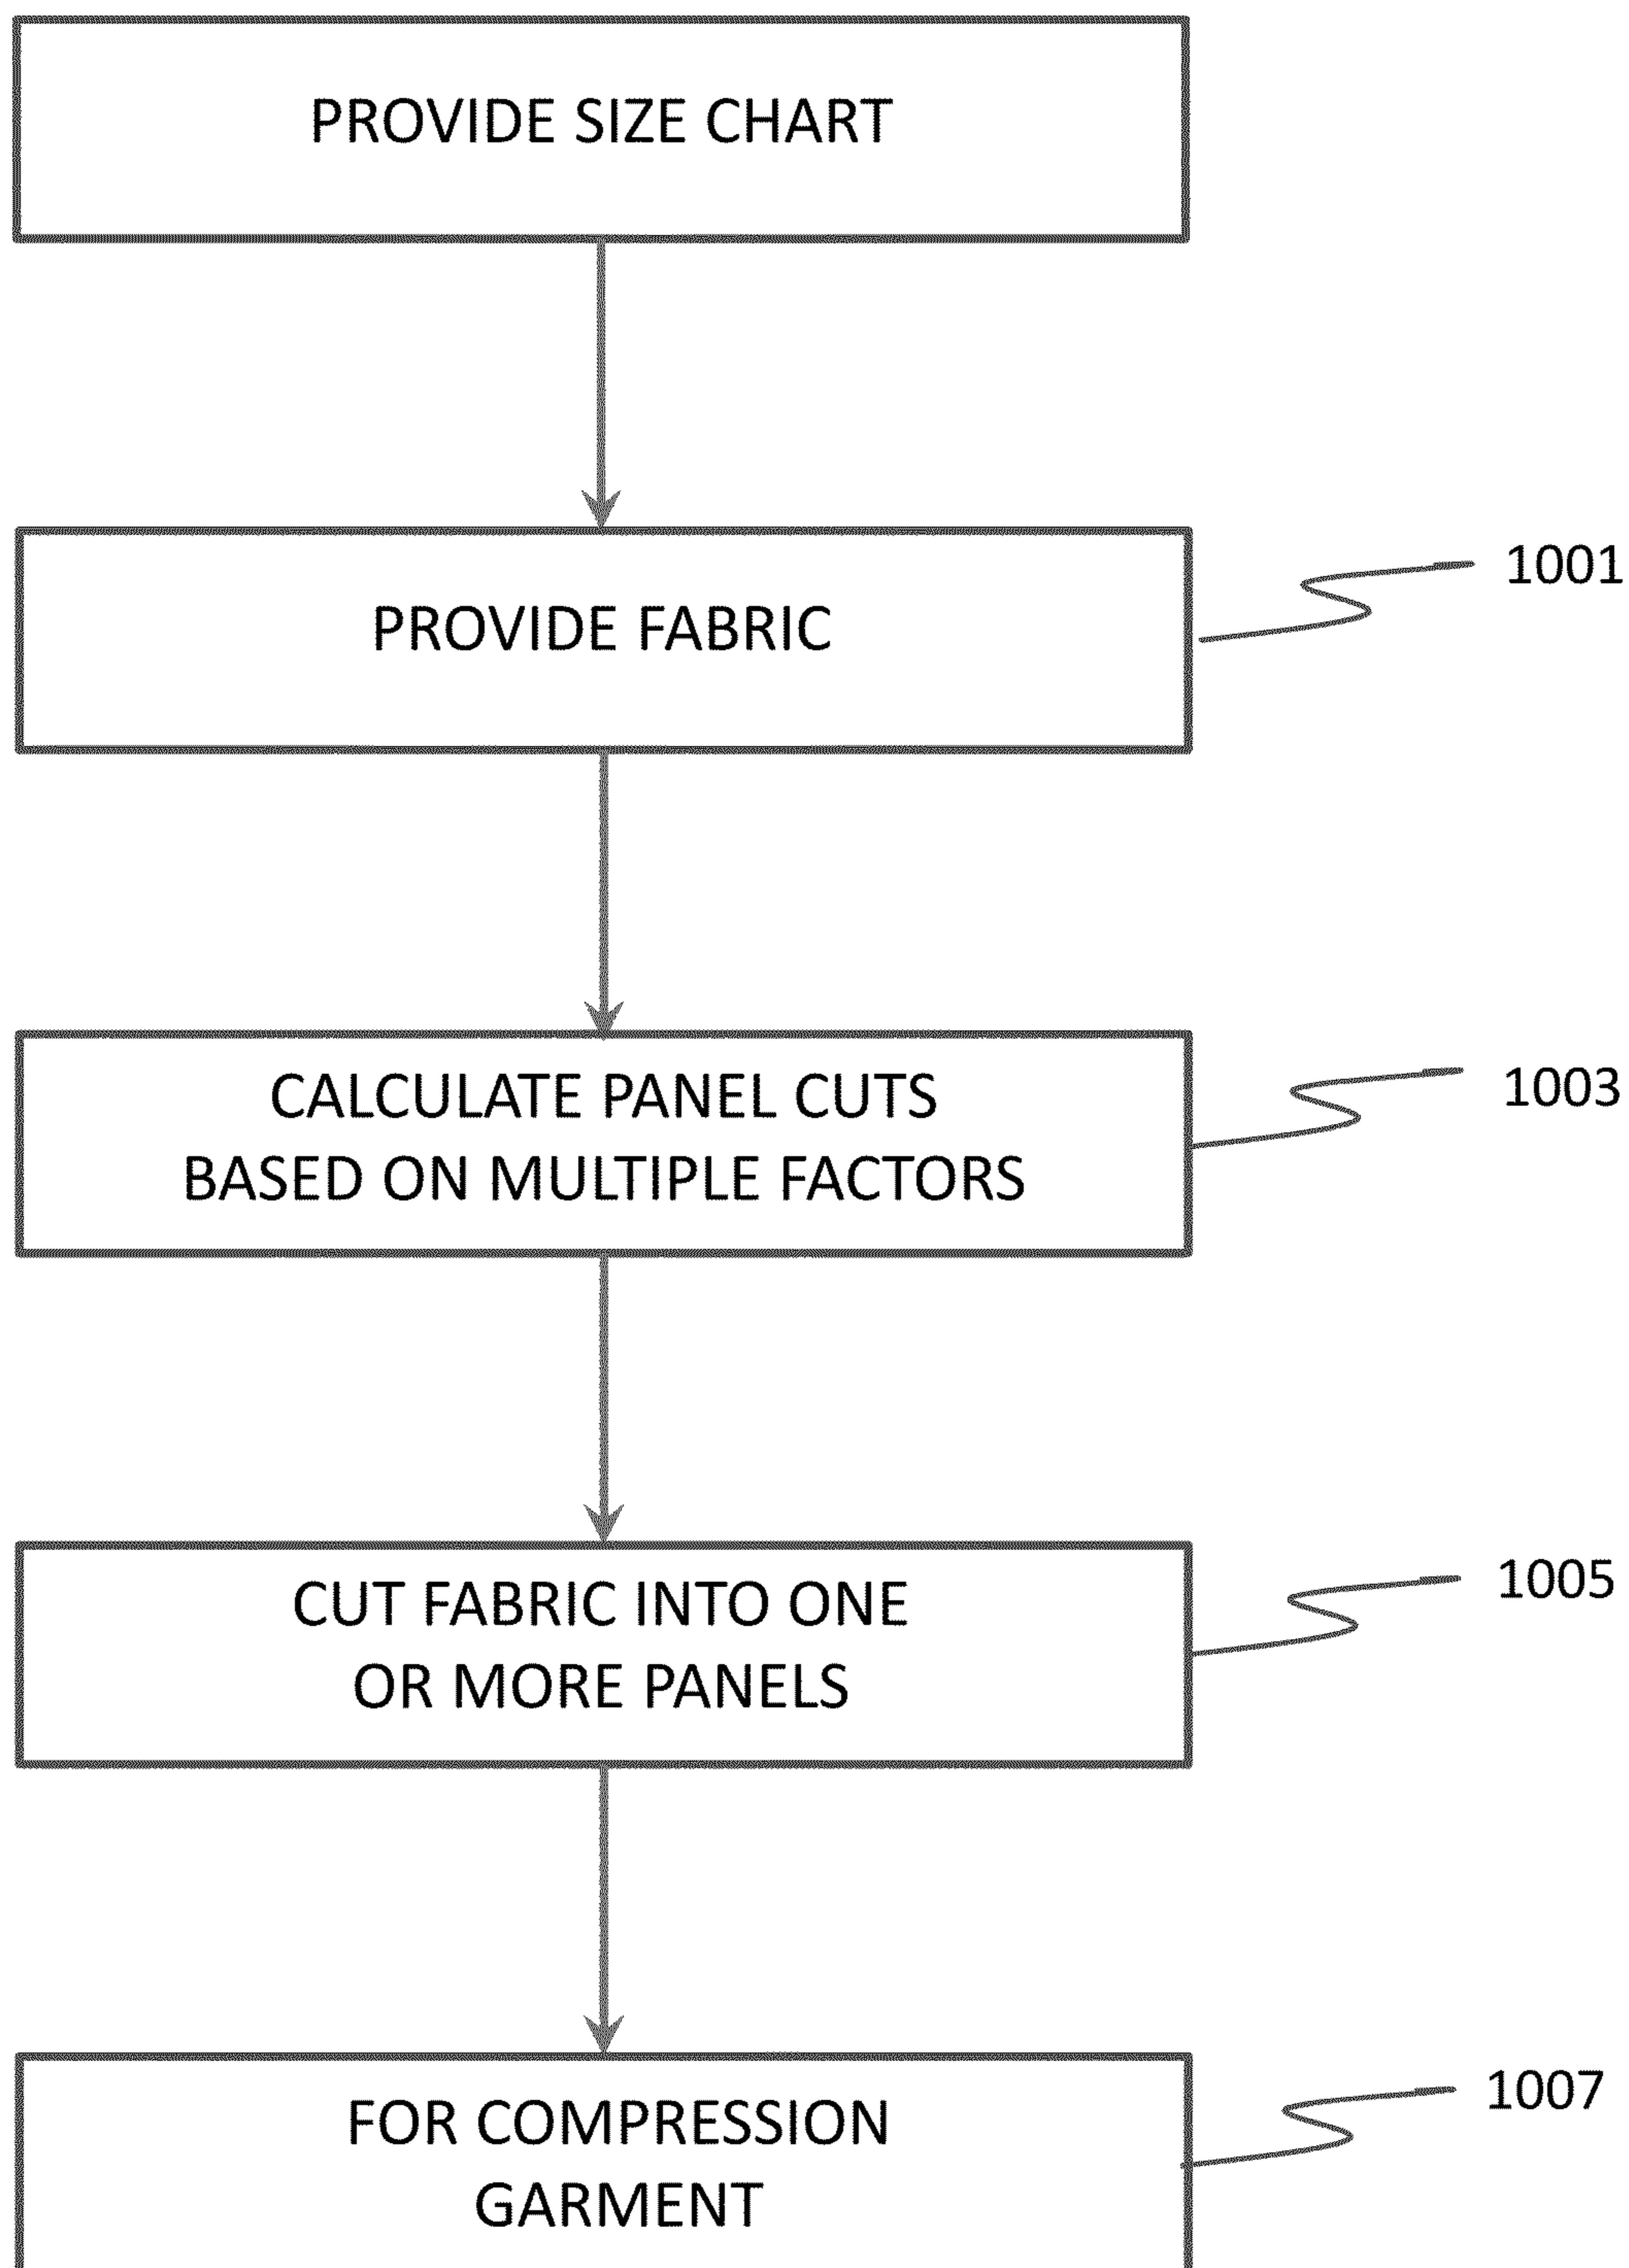 PROVIDE SIZE CHART
PROVIDE FABRIC
1001
CALCULATE PANEL CUTS
BASED ON MULTIPLE FACTORS
1003
CUT FABRIC INTO ONE
OR MORE PANELS
1005
FOR COMPRESSION
GARMENT
1007